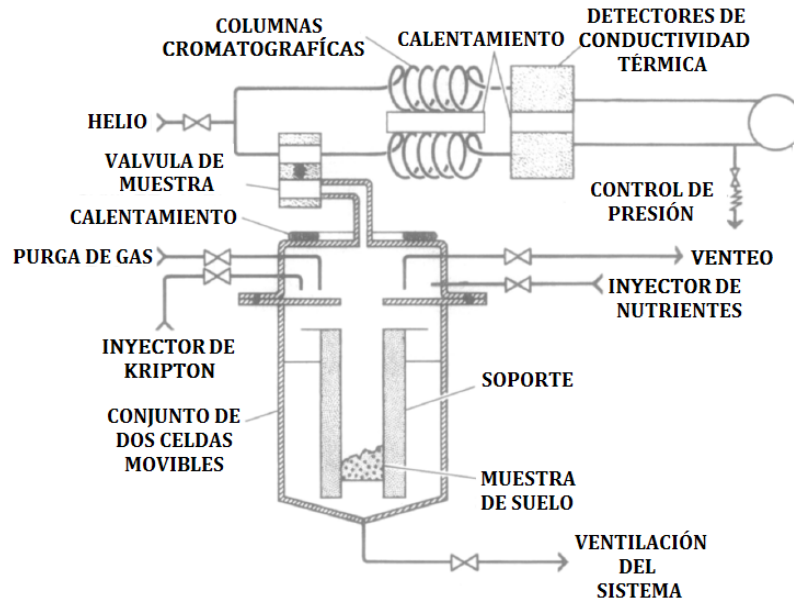 COLUMNAS
CROMATOGRAFÍCAS
CALENTAMIENTO
DETECTORES DE
CONDUCTIVIDAD
TÉRMICA
HELIO
VALVULA DE
MUESTRA
CONTROL DE
PRESIÓN
CALENTAMIENTO
PURGA DE GAS
VENTEO
INYECTOR DE
NUTRIENTES
INYECTOR DE
KRIPTON
SOPORTE
CONJUNTO DE
DOS CELDAS
MOVIBLES
MUESTRA
DE SUELO
VENTILACIÓN
DEL
SISTEMA